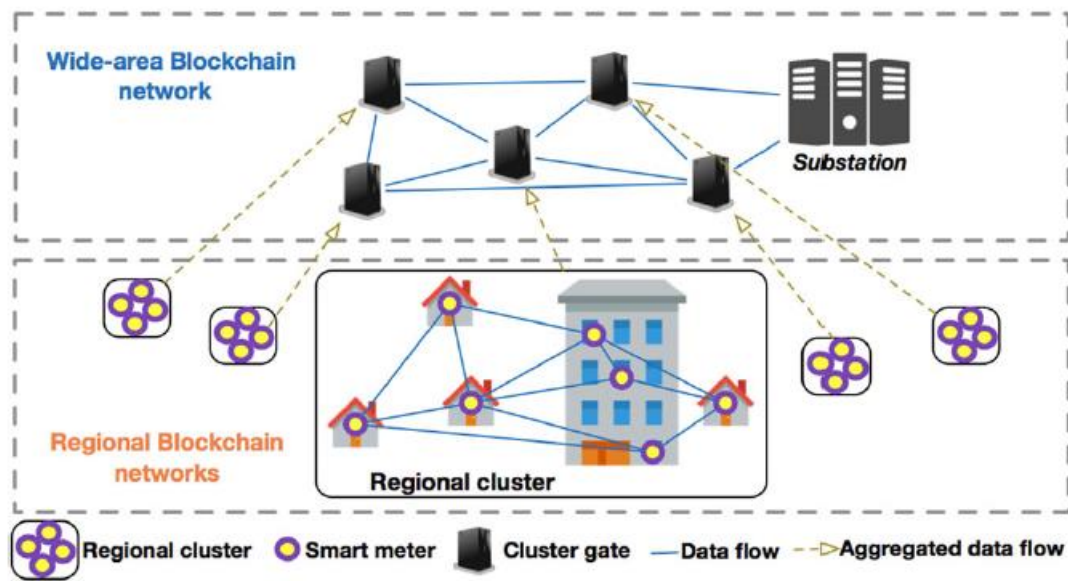 Wide-area Blockchain
network
Substation
Regional Blockchain
networks
Regional cluster
Regional cluster
Smart meter
Cluster gate
Data flow
Aggregated data flow